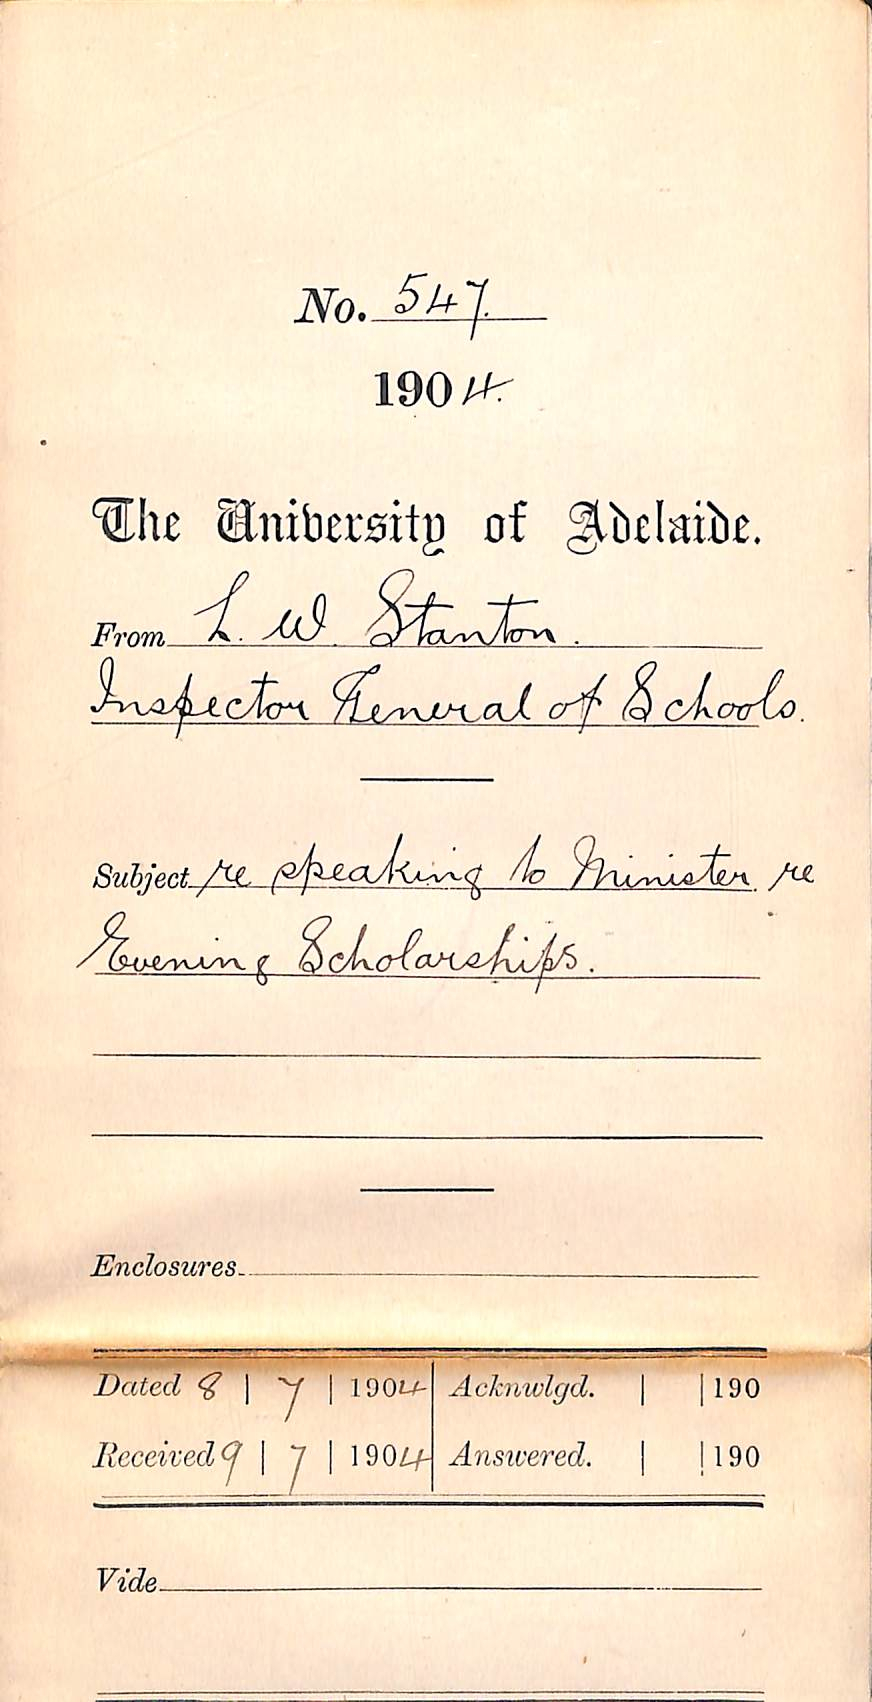 No. 547.
1904.
The University of Adelaide.
From L. W. Stanton.
Inspector General of Schools.
Subject re speaking to Minister re
Evening Scholarships.
Enclosures
Dated 8 | 7 | 1904 Acknwlgd. | | 190
Received 9 | 7 | 1904 Answered. | | 190
Vide